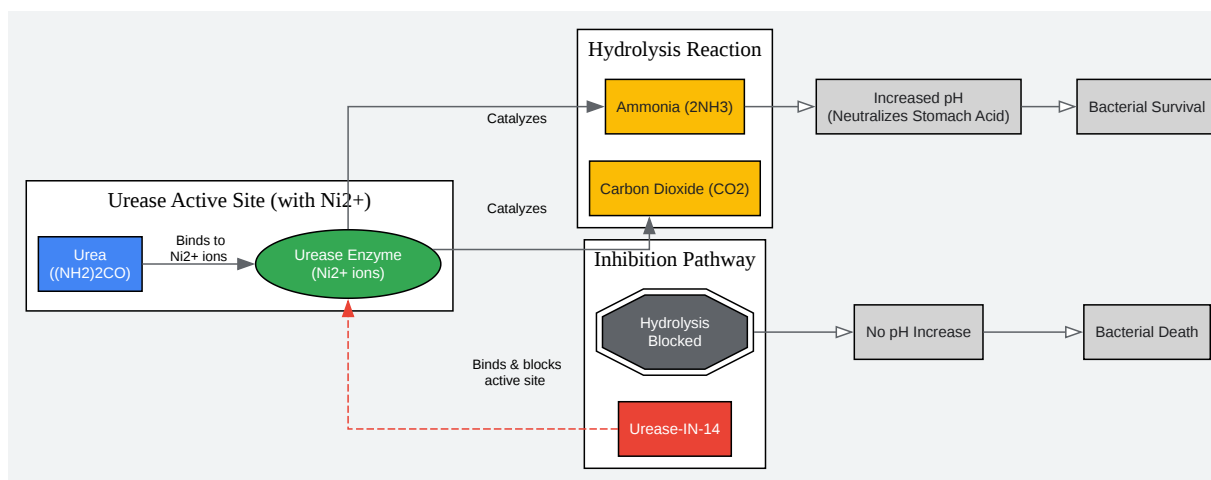 Hydrolysis Reaction
Ammonia (2NH3)
Increased pH
(Neutralizes Stomach Acid)
Bacterial Survival
Catalyzes
Carbon Dioxide (CO2)
Urease Active Site (with Ni2+)
Catalyzes
Urea
((NH2)2CO)
Binds to
Ni2+ ions
Urease Enzyme
(Ni2+ ions)
Inhibition Pathway
Hydrolysis
Blocked
No pH Increase
Bacterial Death
Binds & blocks
active site
Urease-IN-14